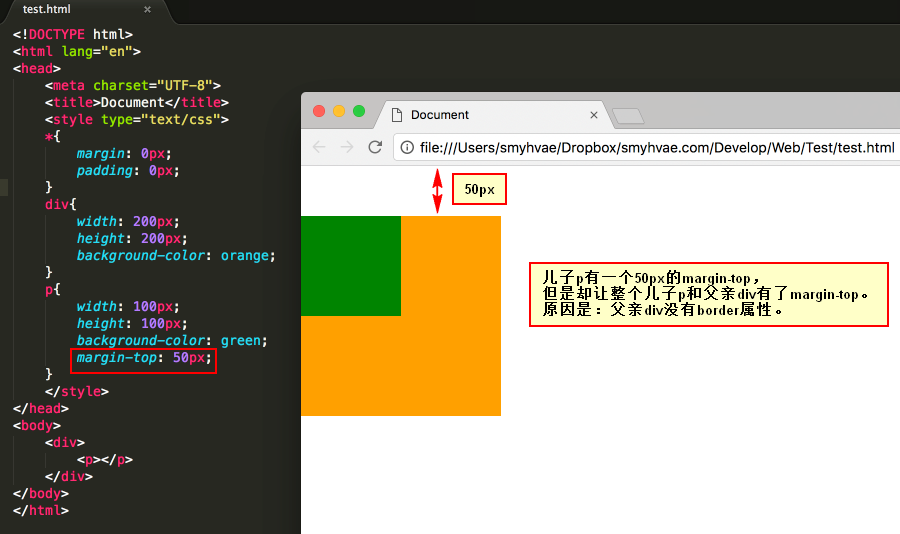 test.html ×
<!DOCTYPE html>
<html lang="en">
<head>
<meta charset="UTF-8">
<title>Document</title>
<style type="text/css">
*{
margin: 0px;
padding: 0px;
}
div{
width: 200px;
height: 200px;
background-color: orange;
}
p{
width: 100px;
height: 100px;
background-color: green;
margin-top: 50px;
}
</style>
</head>
<body>
<div>
<p></p>
</div>
</body>
</html>
Document ×
file:///Users/smyhvae/Dropbox/smyhvae.com/Develop/Web/Test/test.html
50px
儿子p有一个50px的margin-top，
但是却让整个儿子p和父亲div有了margin-top。
原因是：父亲div没有border属性。